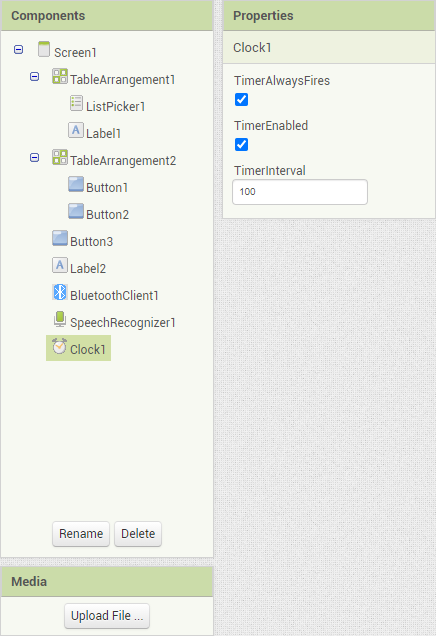 Components
Screen1
TableArrangement1
ListPicker1
A Label1
TableArrangement2
Button1
Button2
Button3
A Label2
BluetoothClient1
SpeechRecognizer1
Clock1
Rename Delete
Media
Upload File ...
Properties
Clock1
TimerAlwaysFires
TimerEnabled
TimerInterval
100